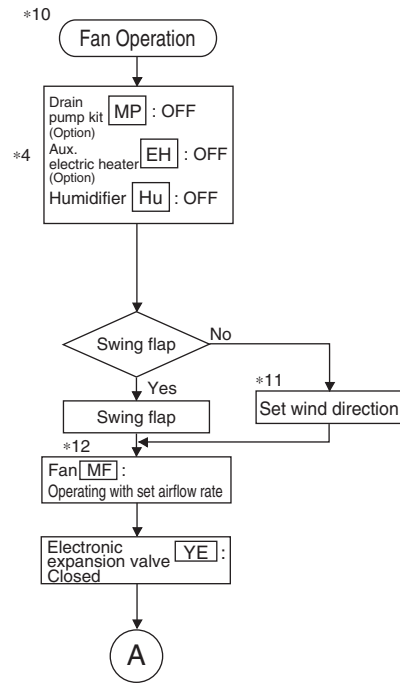 *10
Fan Operation
Drain
pump kit MP : OFF
(Option)
*4
Aux.
electric heater EH : OFF
(Option)
Humidifier Hu : OFF
Swing flap
No
Yes
*11
Set wind direction
Swing flap
*12
Fan MF :
Operating with set airflow rate
Electronic
expansion valve YE :
Closed
A